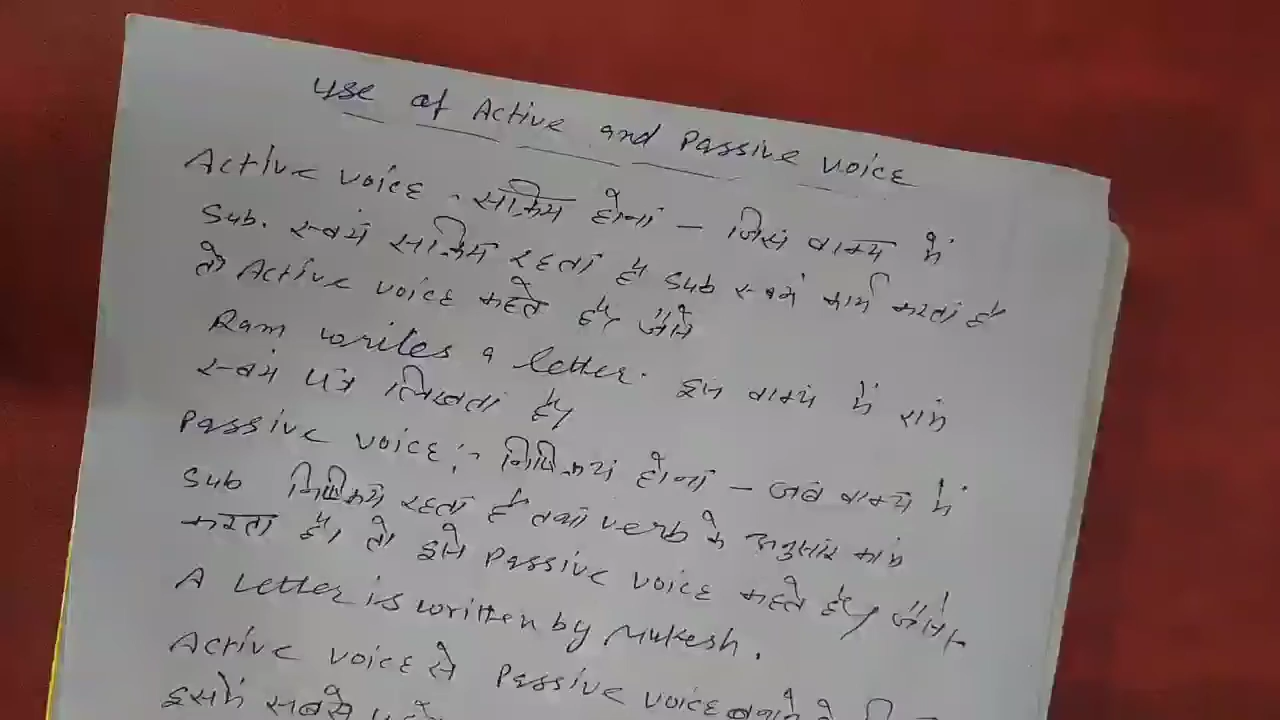 Use of Active and Passive voice
Active voice - सक्रिय होना - जिस वाक्य में
Sub. स्वयं सक्रिय रहता है sub स्वयं कार्य करता है
तो Active voice कहते है। जैसे
Ram writes a letter. इस वाक्य में राम
स्वयं पत्र लिखता है।
Passive voice :- निष्क्रिय होना - जब वाक्य में
Sub निष्क्रिय रहता है तथा verb के अनुसार काम
करता है। तो इसे Passive voice कहते है। जैसे-
A Letter is written by Mukesh.
Active voice से Passive voice बनाने के
इसमें सबसे